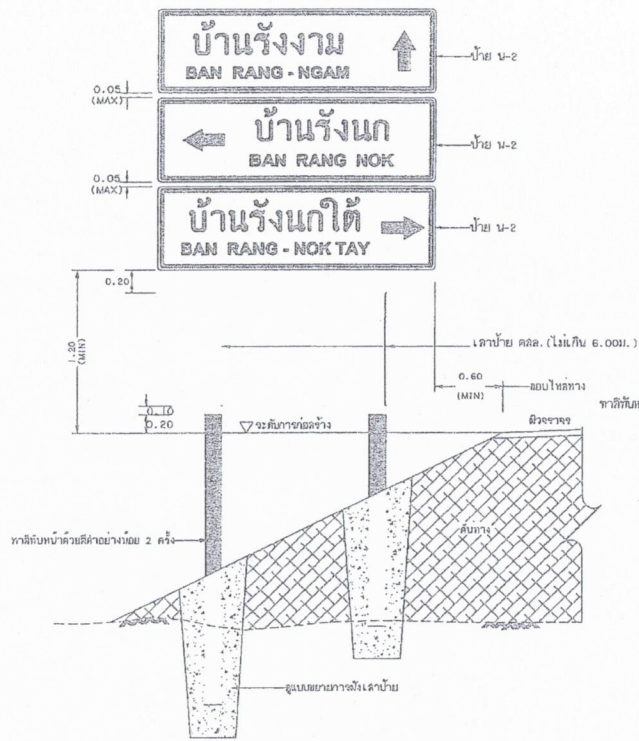 บ้านรังงาม
BAN RANG - NGAM
ป้าย น-2
0.05
(MAX)
บ้านรังนก
BAN RANG NOK
ป้าย น-2
0.05
(MAX)
บ้านรังนกใต้
BAN RANG - NOK TAY
ป้าย น-2
0.20
1.20
(MIN)
เสาป้าย คสล. (ไม่เกิน 6.00ม.)
0.60
(MIN)
ขอบไหล่ทาง
ทาสีทับห
0.10
0.20
ระดับการก่อสร้าง
ผิวจราจร
ทาสีทับหน้าด้วยสีดำอย่างน้อย 2 ครั้ง
คันทาง
ดูแบบขยายการฝังเสาป้าย